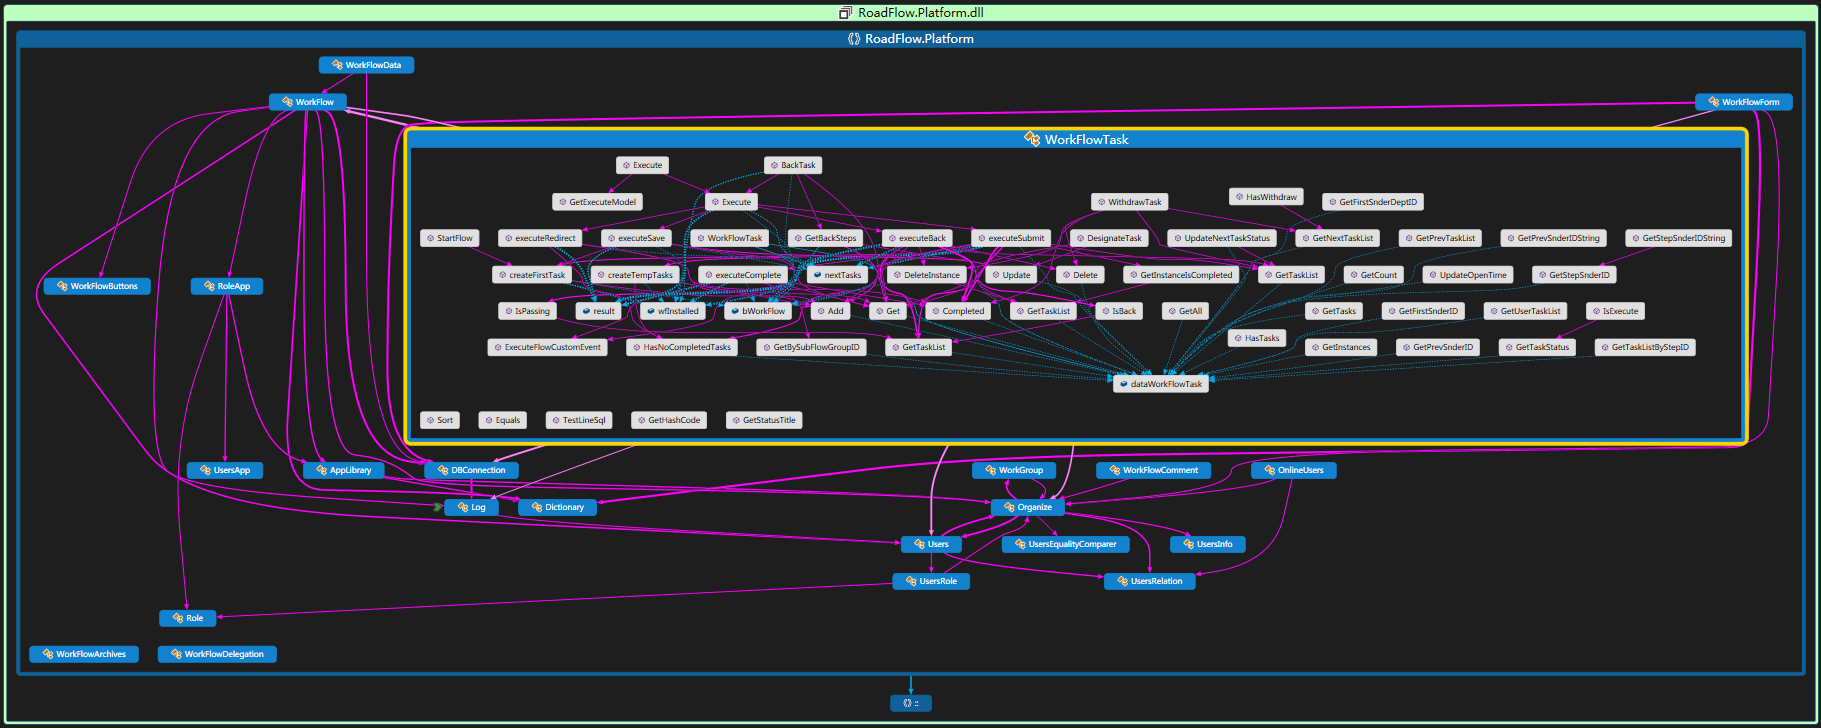 RoadFlow.Platform.dll
RoadFlow.Platform
WorkFlowData
WorkFlow
WorkFlowForm
WorkFlowTask
Execute
BackTask
GetExecuteModel
Execute
WithdrawTask
HasWithdraw
GetFirstSnderDeptID
StartFlow
executeRedirect
executeSave
WorkFlowTask
GetBackSteps
executeBack
executeSubmit
DesignateTask
UpdateNextTaskStatus
GetNextTaskList
GetPrevTaskList
GetPrevSnderIDString
GetStepSnderIDString
createFirstTask
createTempTasks
executeComplete
nextTasks
DeleteInstance
Update
Delete
GetInstanceIsCompleted
GetTaskList
GetCount
UpdateOpenTime
GetStepSnderID
WorkFlowButtons
RoleApp
IsPassing
result
wfInstalled
bWorkFlow
Add
Get
Completed
GetTaskList
IsBack
GetAll
GetTasks
GetFirstSnderID
GetUserTaskList
IsExecute
HasTasks
ExecuteFlowCustomEvent
HasNoCompletedTasks
GetBySubFlowGroupID
GetTaskList
GetInstances
GetPrevSnderID
GetTaskStatus
GetTaskListByStepID
dataWorkFlowTask
Sort
Equals
TestLineSql
GetHashCode
GetStatusTitle
UsersApp
AppLibrary
DBConnection
WorkGroup
WorkFlowComment
OnlineUsers
Log
Dictionary
Organize
Users
UsersEqualityComparer
UsersInfo
UsersRole
UsersRelation
Role
WorkFlowArchives
WorkFlowDelegation
::